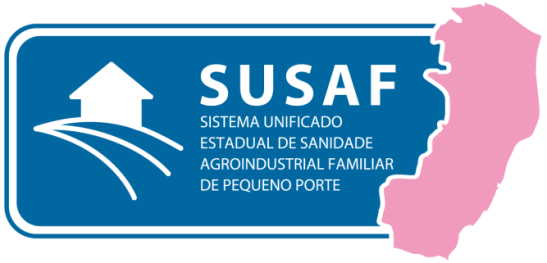 SUSAF
SISTEMA UNIFICADO
ESTADUAL DE SANIDADE
AGROINDUSTRIAL FAMILIAR
DE PEQUENO PORTE